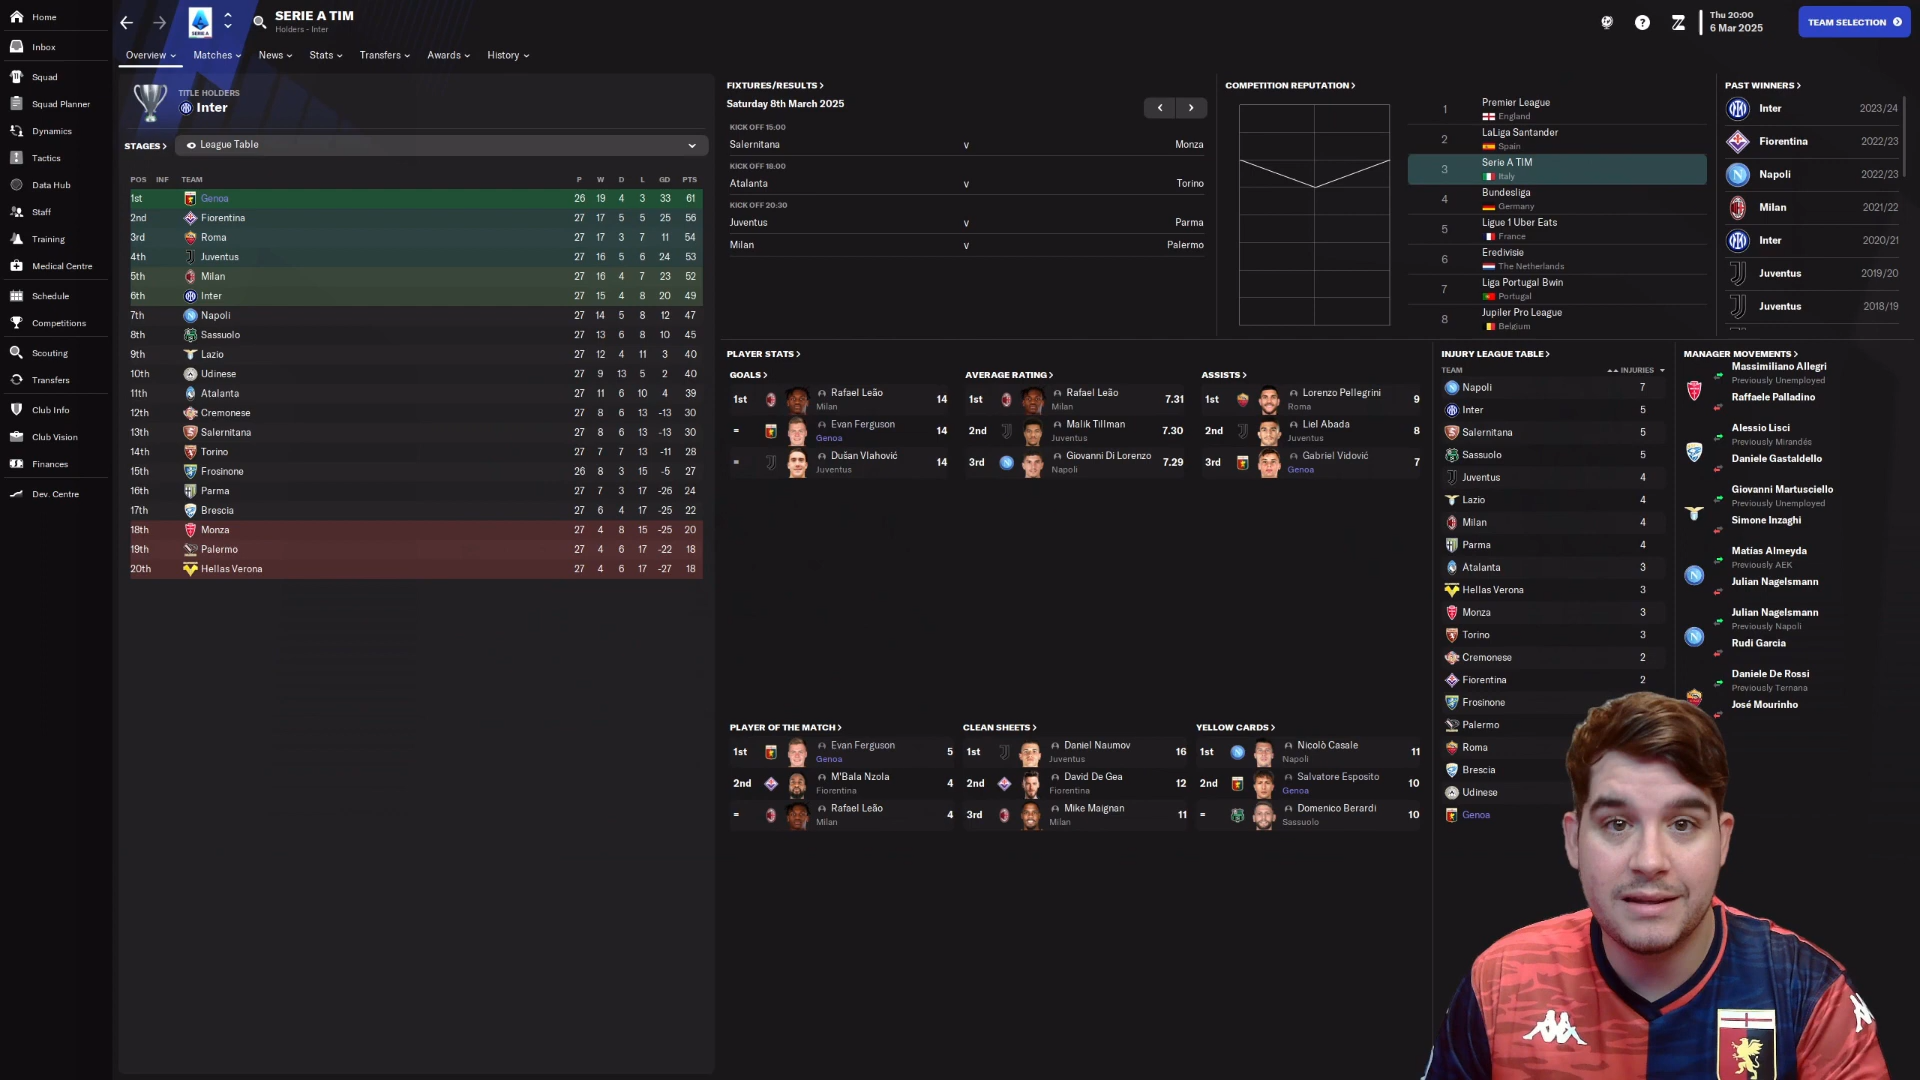 Home
Inbox
Squad
Squad Planner
Dynamics
Tactics
Data Hub
Staff
Training
Medical Centre
Schedule
Competitions
Scouting
Transfers
Club Info
Club Vision
Finances
Dev. Centre
SERIE A TIM
Holders - Inter
Thu 20:00
6 Mar 2025
TEAM SELECTION
Overview Matches News Stats Transfers Awards History
TITLE HOLDERS
Inter
STAGES League Table
POS INF TEAM P W D L GD PTS
1st Genoa 26 19 4 3 33 61
2nd Fiorentina 27 17 5 5 25 56
3rd Roma 27 17 3 7 11 54
4th Juventus 27 16 5 6 24 53
5th Milan 27 16 4 7 23 52
6th Inter 27 15 4 8 20 49
7th Napoli 27 14 5 8 12 47
8th Sassuolo 27 13 6 8 10 45
9th Lazio 27 12 4 11 3 40
10th Udinese 27 9 13 5 2 40
11th Atalanta 27 11 6 10 4 39
12th Cremonese 27 8 6 13 -13 30
13th Salernitana 27 8 6 13 -13 30
14th Torino 27 7 7 13 -11 28
15th Frosinone 26 8 3 15 -5 27
16th Parma 27 7 3 17 -26 24
17th Brescia 27 6 4 17 -25 22
18th Monza 27 4 8 15 -25 20
19th Palermo 27 4 6 17 -22 18
20th Hellas Verona 27 4 6 17 -27 18
FIXTURES/RESULTS
Saturday 8th March 2025
KICK OFF 15:00
Salernitana v Monza
KICK OFF 18:00
Atalanta v Torino
KICK OFF 20:30
Juventus v Parma
Milan v Palermo
COMPETITION REPUTATION
1 Premier League
England
2 LaLiga Santander
Spain
3 Serie A TIM
Italy
4 Bundesliga
Germany
5 Ligue 1 Uber Eats
France
6 Eredivisie
The Netherlands
7 Liga Portugal Bwin
Portugal
8 Jupiler Pro League
Belgium
PAST WINNERS
Inter 2023/24
Fiorentina 2022/23
Napoli 2022/23
Milan 2021/22
Inter 2020/21
Juventus 2019/20
Juventus 2018/19
PLAYER STATS
GOALS
1st Rafael Leão 14
Milan
= Evan Ferguson 14
Genoa
= Dušan Vlahović 14
Juventus
AVERAGE RATING
1st Rafael Leão 7.31
Milan
2nd Malik Tillman 7.30
Juventus
3rd Giovanni Di Lorenzo 7.29
Napoli
ASSISTS
1st Lorenzo Pellegrini 9
Roma
2nd Liel Abada 8
Juventus
3rd Gabriel Vidović 7
Genoa
PLAYER OF THE MATCH
1st Evan Ferguson 5
Genoa
2nd M'Bala Nzola 4
Fiorentina
= Rafael Leão 4
Milan
CLEAN SHEETS
1st Daniel Naumov 16
Juventus
2nd David De Gea 12
Fiorentina
3rd Mike Maignan 11
Milan
YELLOW CARDS
1st Nicolò Casale 11
Napoli
2nd Salvatore Esposito 10
Genoa
= Domenico Berardi 10
Sassuolo
INJURY LEAGUE TABLE
TEAM INJURIES
Napoli 7
Inter 5
Salernitana 5
Sassuolo 5
Juventus 4
Lazio 4
Milan 4
Parma 4
Atalanta 3
Hellas Verona 3
Monza 3
Torino 3
Cremonese 2
Fiorentina 2
Frosinone
Palermo
Roma
Brescia
Udinese
Genoa
MANAGER MOVEMENTS
Massimiliano Allegri
Previously Unemployed
Raffaele Palladino
Alessio Lisci
Previously Mirandés
Daniele Gastaldello
Giovanni Martusciello
Previously Unemployed
Simone Inzaghi
Matías Almeyda
Previously AEK
Julian Nagelsmann
Julian Nagelsmann
Previously Napoli
Rudi Garcia
Daniele De Rossi
Previously Ternana
José Mourinho